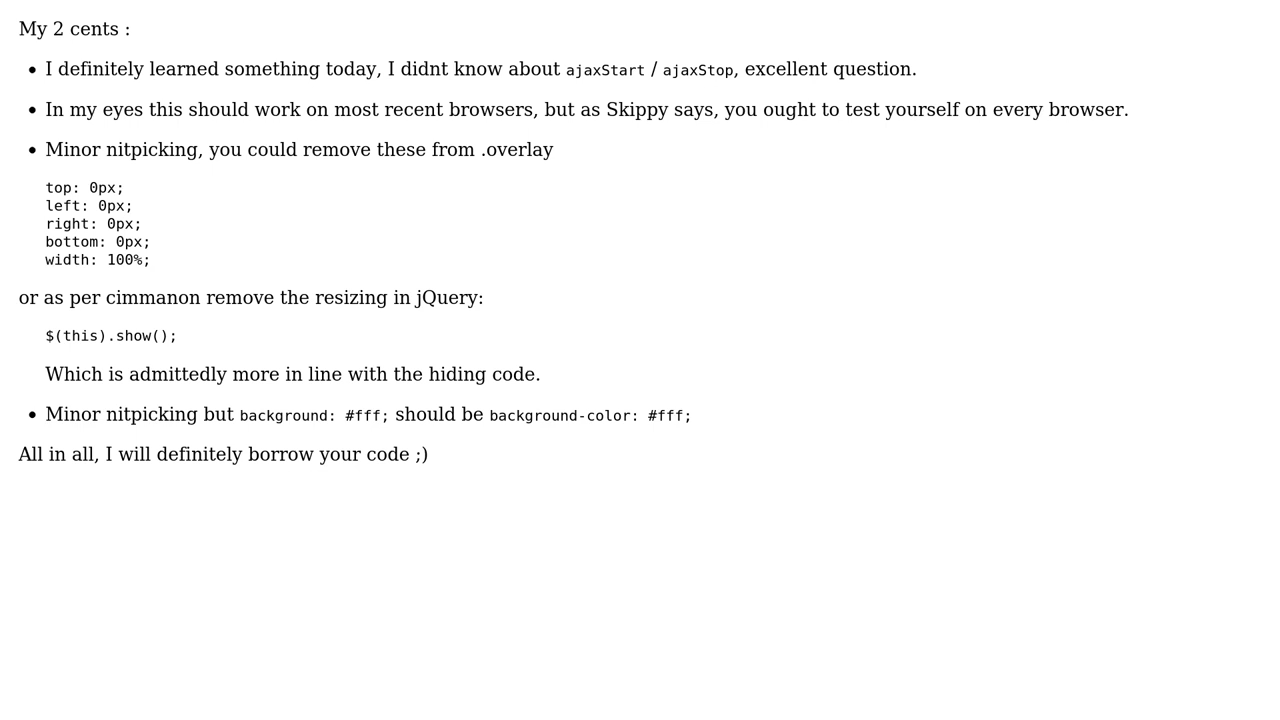 My 2 cents :
• I definitely learned something today, I didnt know about ajaxStart / ajaxStop, excellent question.
• In my eyes this should work on most recent browsers, but as Skippy says, you ought to test yourself on every browser.
• Minor nitpicking, you could remove these from .overlay
top: 0px;
left: 0px;
right: 0px;
bottom: 0px;
width: 100%;
or as per cimmanon remove the resizing in jQuery:
$(this).show();
Which is admittedly more in line with the hiding code.
• Minor nitpicking but background: #fff; should be background-color: #fff;
All in all, I will definitely borrow your code ;)